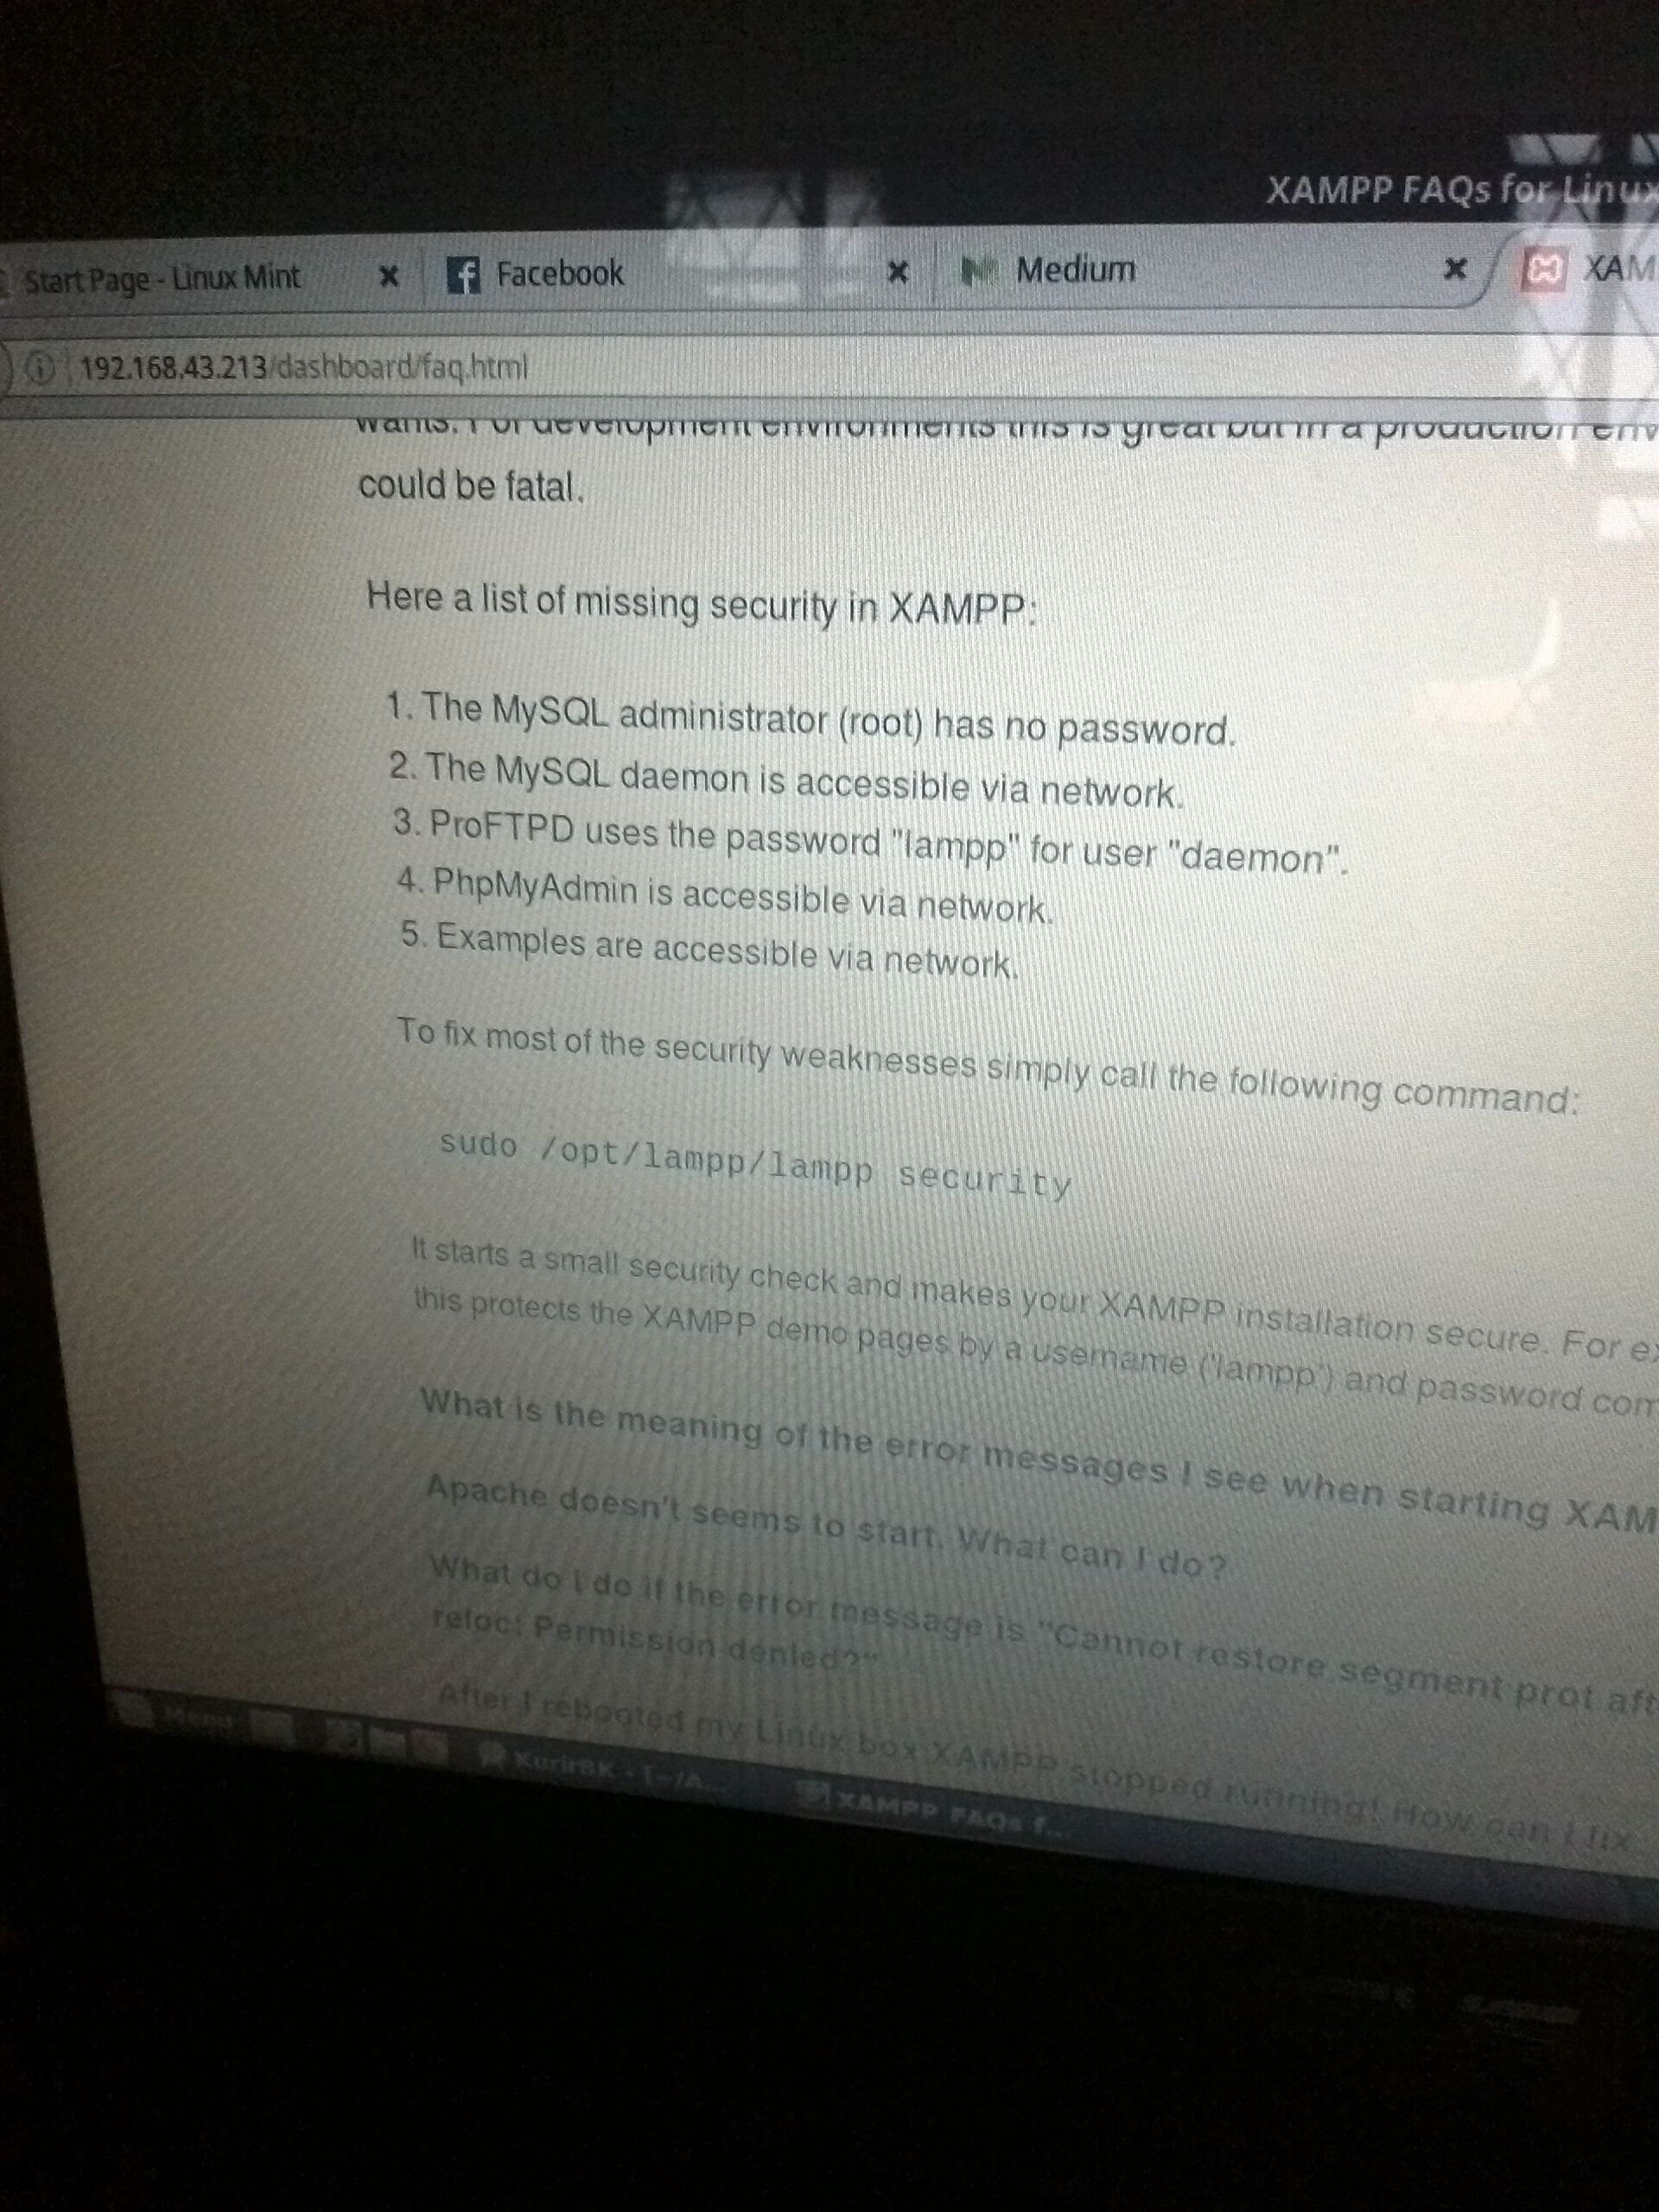 XAMPP FAQs for Linux
Start Page - Linux Mint
Facebook
Medium
XAM
192.168.43.213/dashboard/faq.html
wants. For development environments this is great but in a production env
could be fatal.
Here a list of missing security in XAMPP:
1. The MySQL administrator (root) has no password.
2. The MySQL daemon is accessible via network.
3. ProFTPD uses the password "lampp" for user "daemon".
4. PhpMyAdmin is accessible via network.
5. Examples are accessible via network.
To fix most of the security weaknesses simply call the following command:
sudo /opt/lampp/lampp security
It starts a small security check and makes your XAMPP installation secure. For ex
this protects the XAMPP demo pages by a username ('lampp') and password com
What is the meaning of the error messages I see when starting XAM
Apache doesn't seems to start. What can I do?
What do I do if the error message is "Cannot restore segment prot aft
reloc: Permission denied?"
After I rebooted my Linux box XAMPP stopped running! How can I fix
Menu
KurirSK - [~/A...
XAMPP FAQs f...